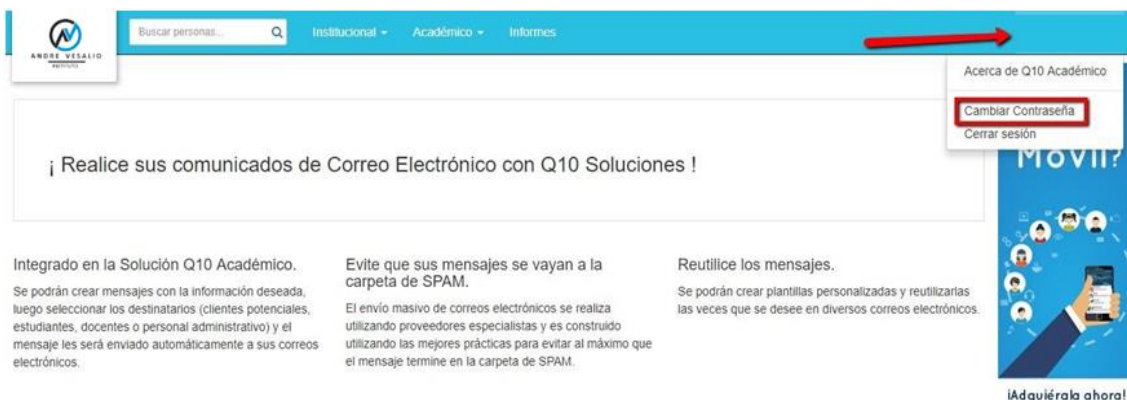 ANDRE VESALIO
INSTITUTO
Buscar personas...
Institucional
Académico
Informes
Acerca de Q10 Académico
Cambiar Contraseña
Cerrar sesión
¡ Realice sus comunicados de Correo Electrónico con Q10 Soluciones !
Móvil?
Integrado en la Solución Q10 Académico.
Se podrán crear mensajes con la información deseada,
luego seleccionar los destinatarios (clientes potenciales,
estudiantes, docentes o personal administrativo) y el
mensaje les será enviado automáticamente a sus correos
electrónicos.
Evite que sus mensajes se vayan a la
carpeta de SPAM.
El envío masivo de correos electrónicos se realiza
utilizando proveedores especialistas y es construido
utilizando las mejores prácticas para evitar al máximo que
el mensaje termine en la carpeta de SPAM.
Reutilice los mensajes.
Se podrán crear plantillas personalizadas y reutilizarlas
las veces que se desee en diversos correos electrónicos.
¡Adquiérala ahora!